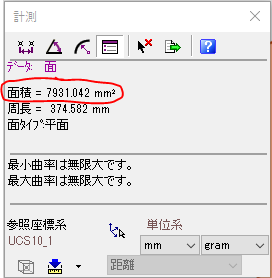 計測
データ: 面
面積 = 7931.042 mm²
周長 = 374.582 mm
面タイプ:平面
最小曲率は無限大です。
最大曲率は無限大です。
参照座標系
単位系
UCS10_1
mm
gram
距離